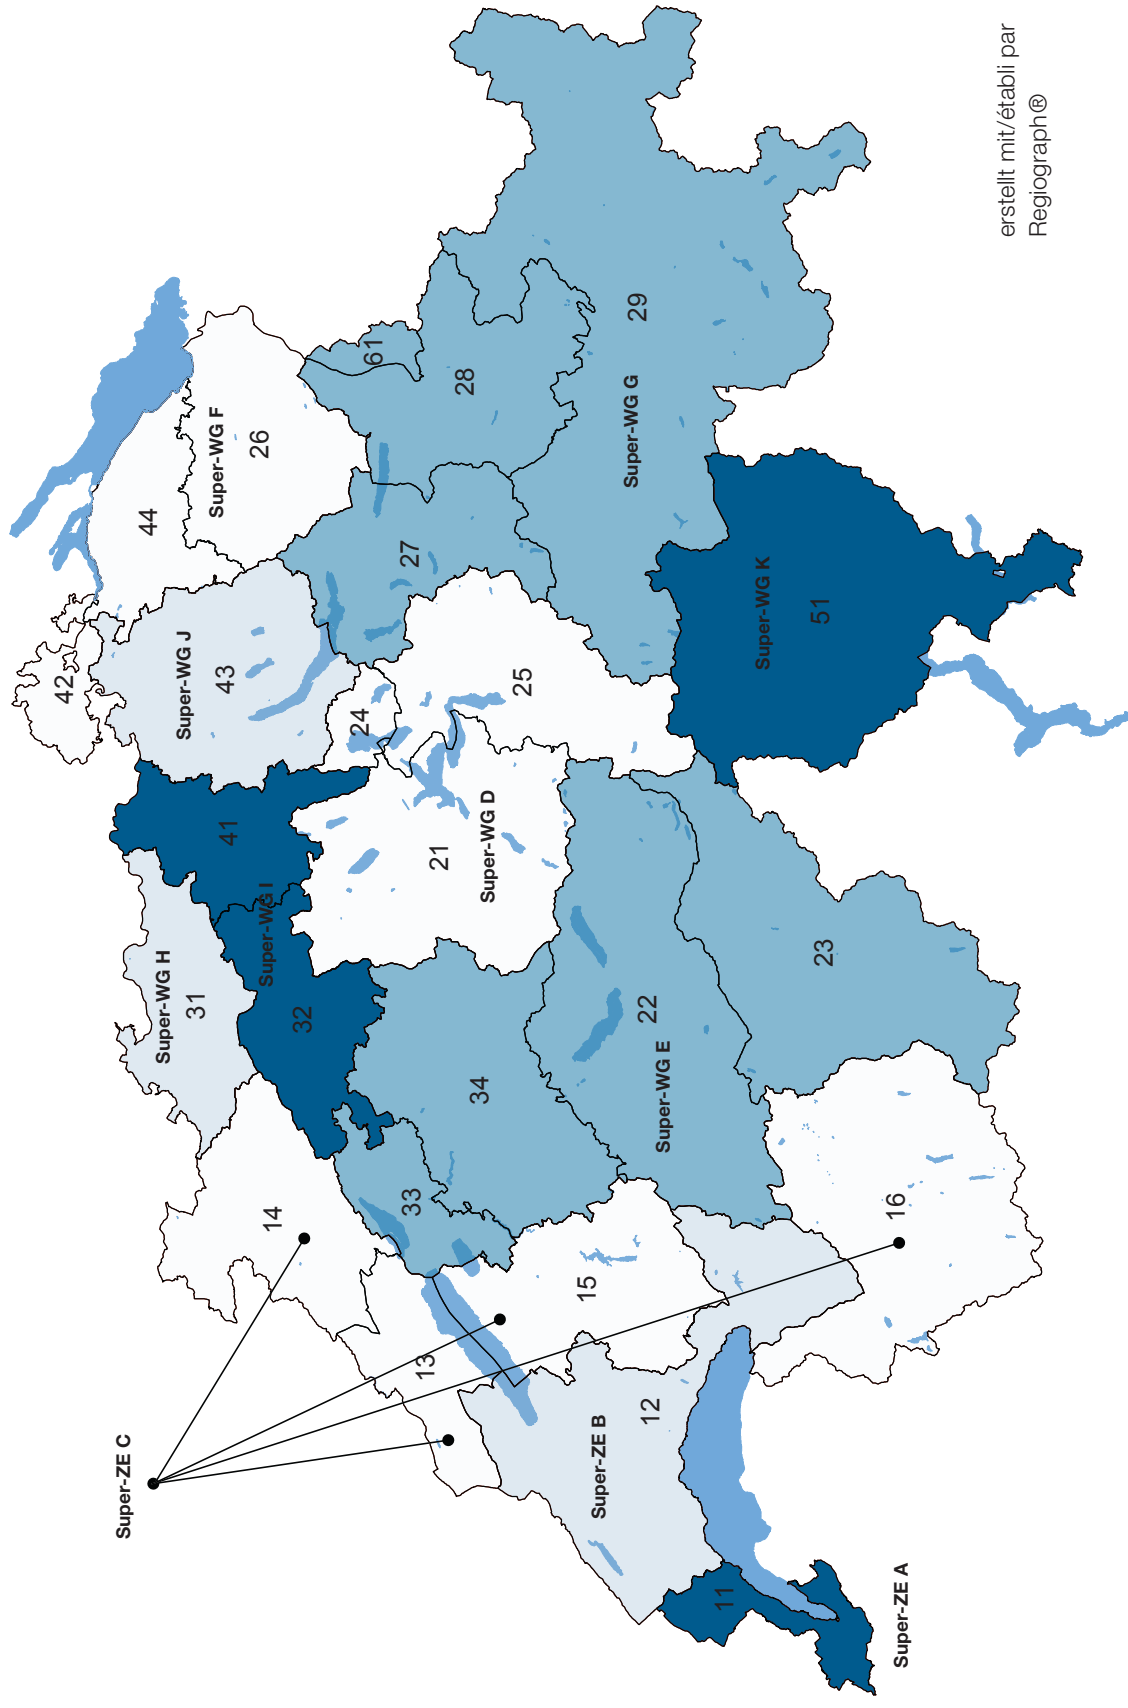 42
44
Super-WG F
26
Super-WG J
43
41
Super-WG H
31
Super-WG I
32
61
27
28
24
25
21
Super-WG D
Super-WG G
29
34
33
14
Super-ZE C
13
15
22
Super-WG E
23
Super-WG K
51
16
Super-ZE B
12
11
Super-ZE A
erstellt mit/établi par
Regiograph®